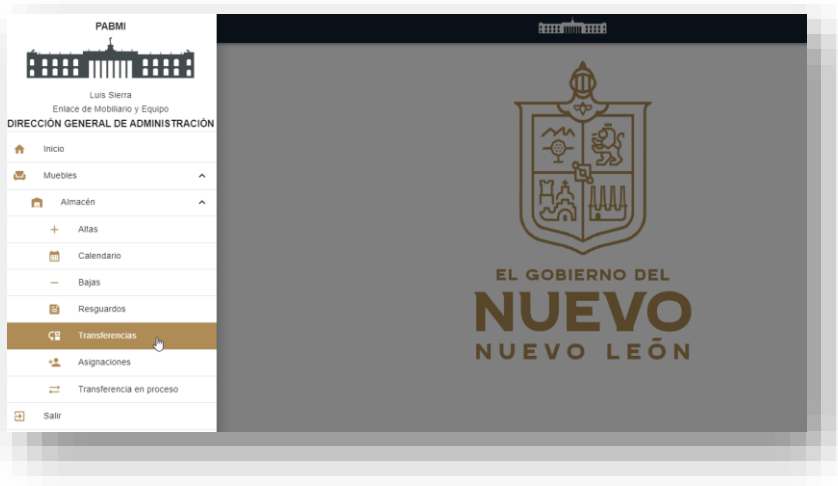 PABMI
Luis Sierra
Enlace de Mobiliario y Equipo
DIRECCIÓN GENERAL DE ADMINISTRACIÓN
Inicio
Muebles
Almacén
Altas
Calendario
Bajas
Resguardos
Transferencias
Asignaciones
Transferencia en proceso
Salir
EL GOBIERNO DEL
NUEVO
NUEVO LEÓN